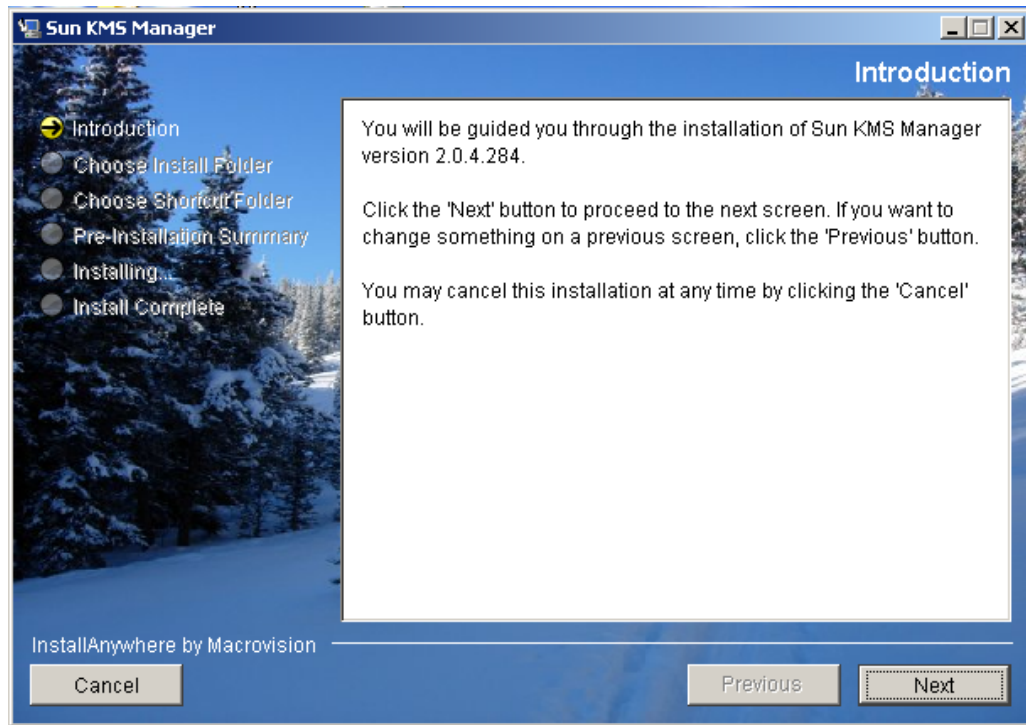 Sun KMS Manager
Introduction
Introduction
Choose Install Folder
Choose Shortcut Folder
Pre-Installation Summary
Installing...
Install Complete
You will be guided you through the installation of Sun KMS Manager
version 2.0.4.284.
Click the 'Next' button to proceed to the next screen. If you want to
change something on a previous screen, click the 'Previous' button.
You may cancel this installation at any time by clicking the 'Cancel'
button.
InstallAnywhere by Macrovision
Cancel
Previous
Next